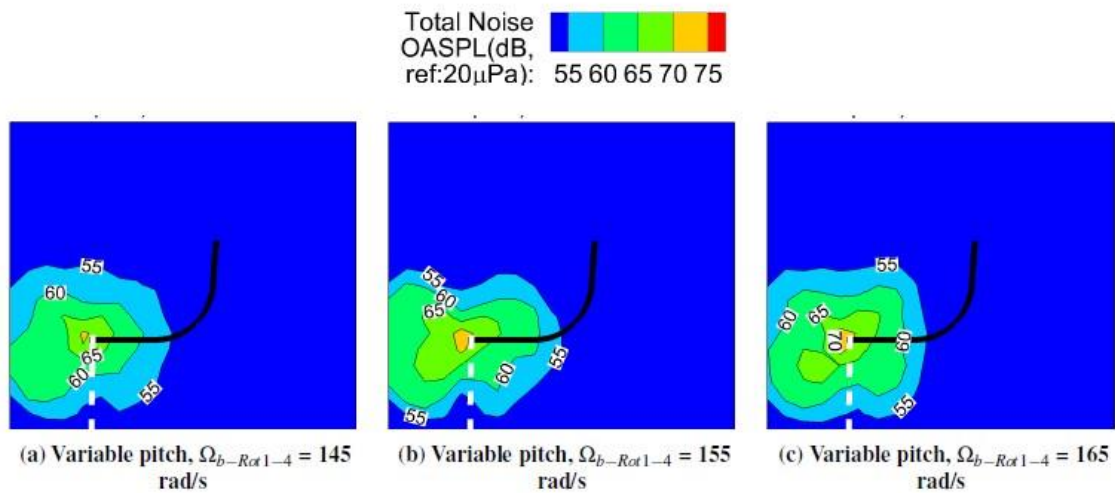 Total Noise
OASPL(dB,
ref:20μPa):
55 60 65 70 75
55
60
65
60
55
55
60
65
60
55
55
55
60
65
70
60
55
(a) Variable pitch, Ω_{b−Rot1−4} = 145
rad/s
(b) Variable pitch, Ω_{b−Rot1−4} = 155
rad/s
(c) Variable pitch, Ω_{b−Rot1−4} = 165
rad/s